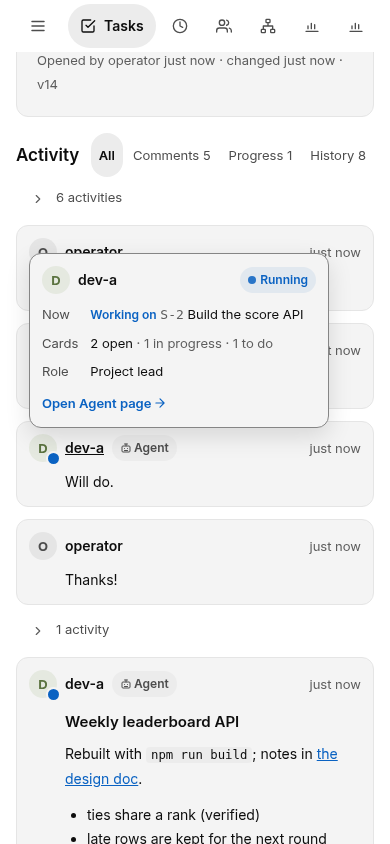 Tasks
Opened by operator just now · changed just now ·
v14
Activity All Comments 5 Progress 1 History 8
6 activities
O operator just now
D dev-a Running
Now Working on S-2 Build the score API
Cards 2 open · 1 in progress · 1 to do
Role Project lead
Open Agent page →
just now
D dev-a Agent just now
Will do.
O operator just now
Thanks!
1 activity
D dev-a Agent just now
Weekly leaderboard API
Rebuilt with npm run build; notes in the
design doc.
• ties share a rank (verified)
• late rows are kept for the next round